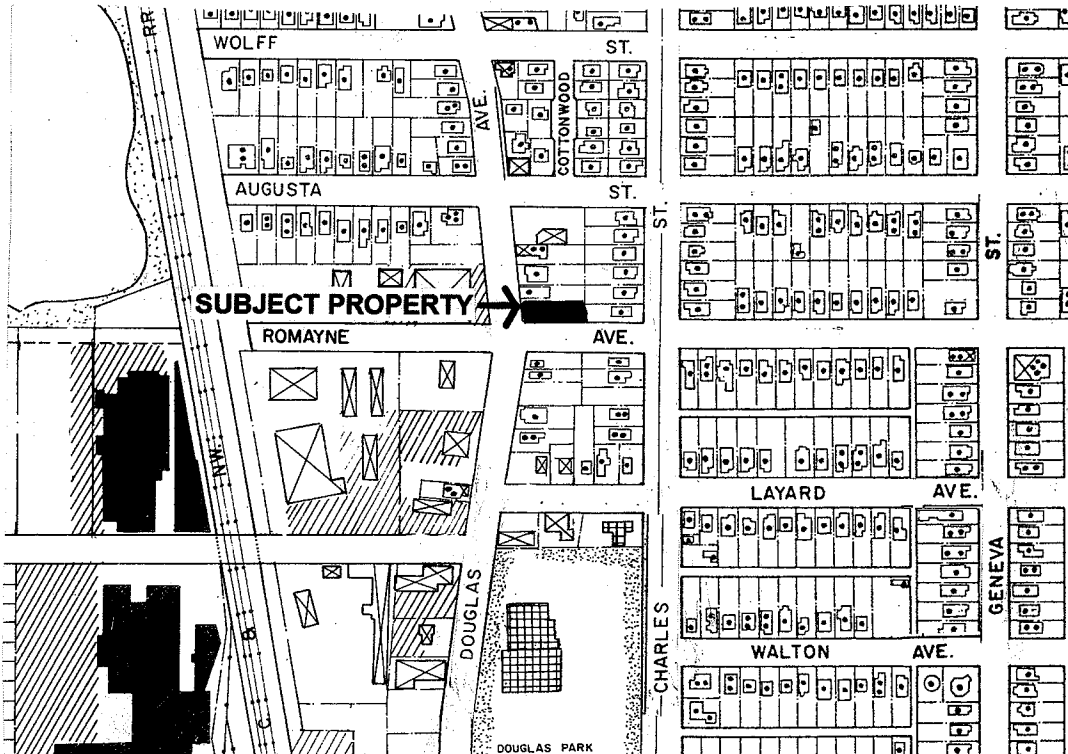 RR
WOLFF ST.
AVE.
COTTONWOOD
AUGUSTA ST.
ST.
ST.
SUBJECT PROPERTY
ROMAYNE AVE.
NW.
LAYARD AVE.
GENEVA
DOUGLAS
&
CHARLES
WALTON AVE.
C.
DOUGLAS PARK